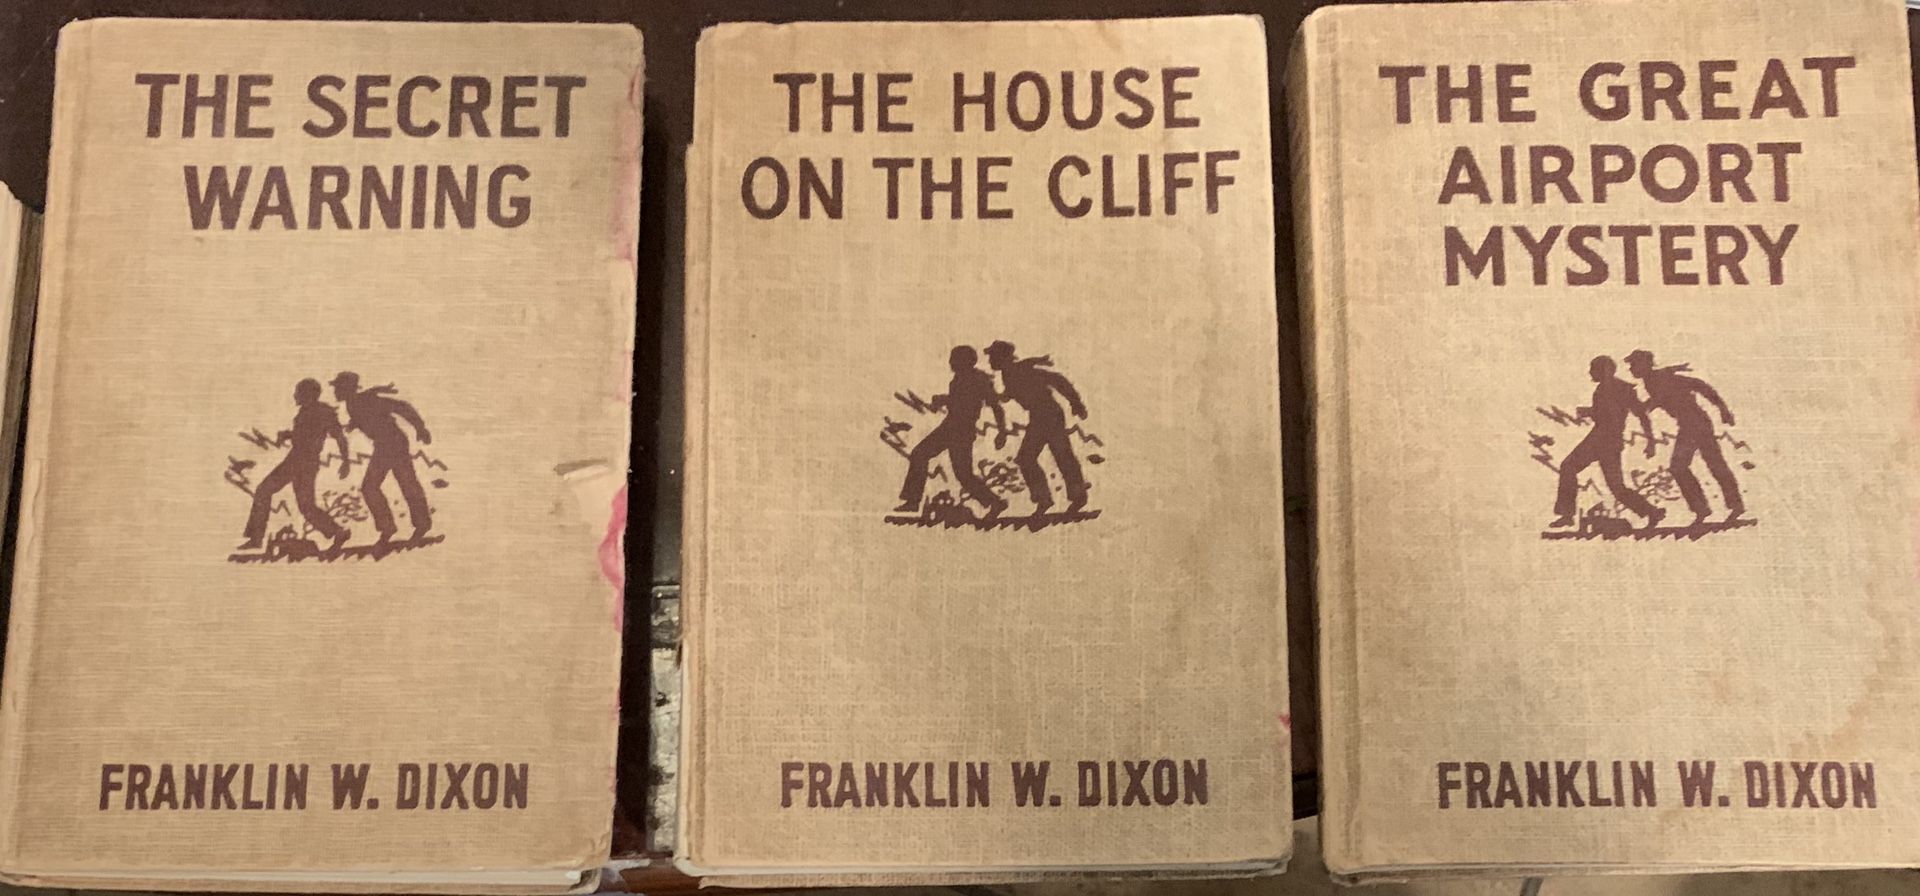 THE SECRET
WARNING
FRANKLIN W. DIXON
THE HOUSE
ON THE CLIFF
FRANKLIN W. DIXON
THE GREAT
AIRPORT
MYSTERY
FRANKLIN W. DIXON